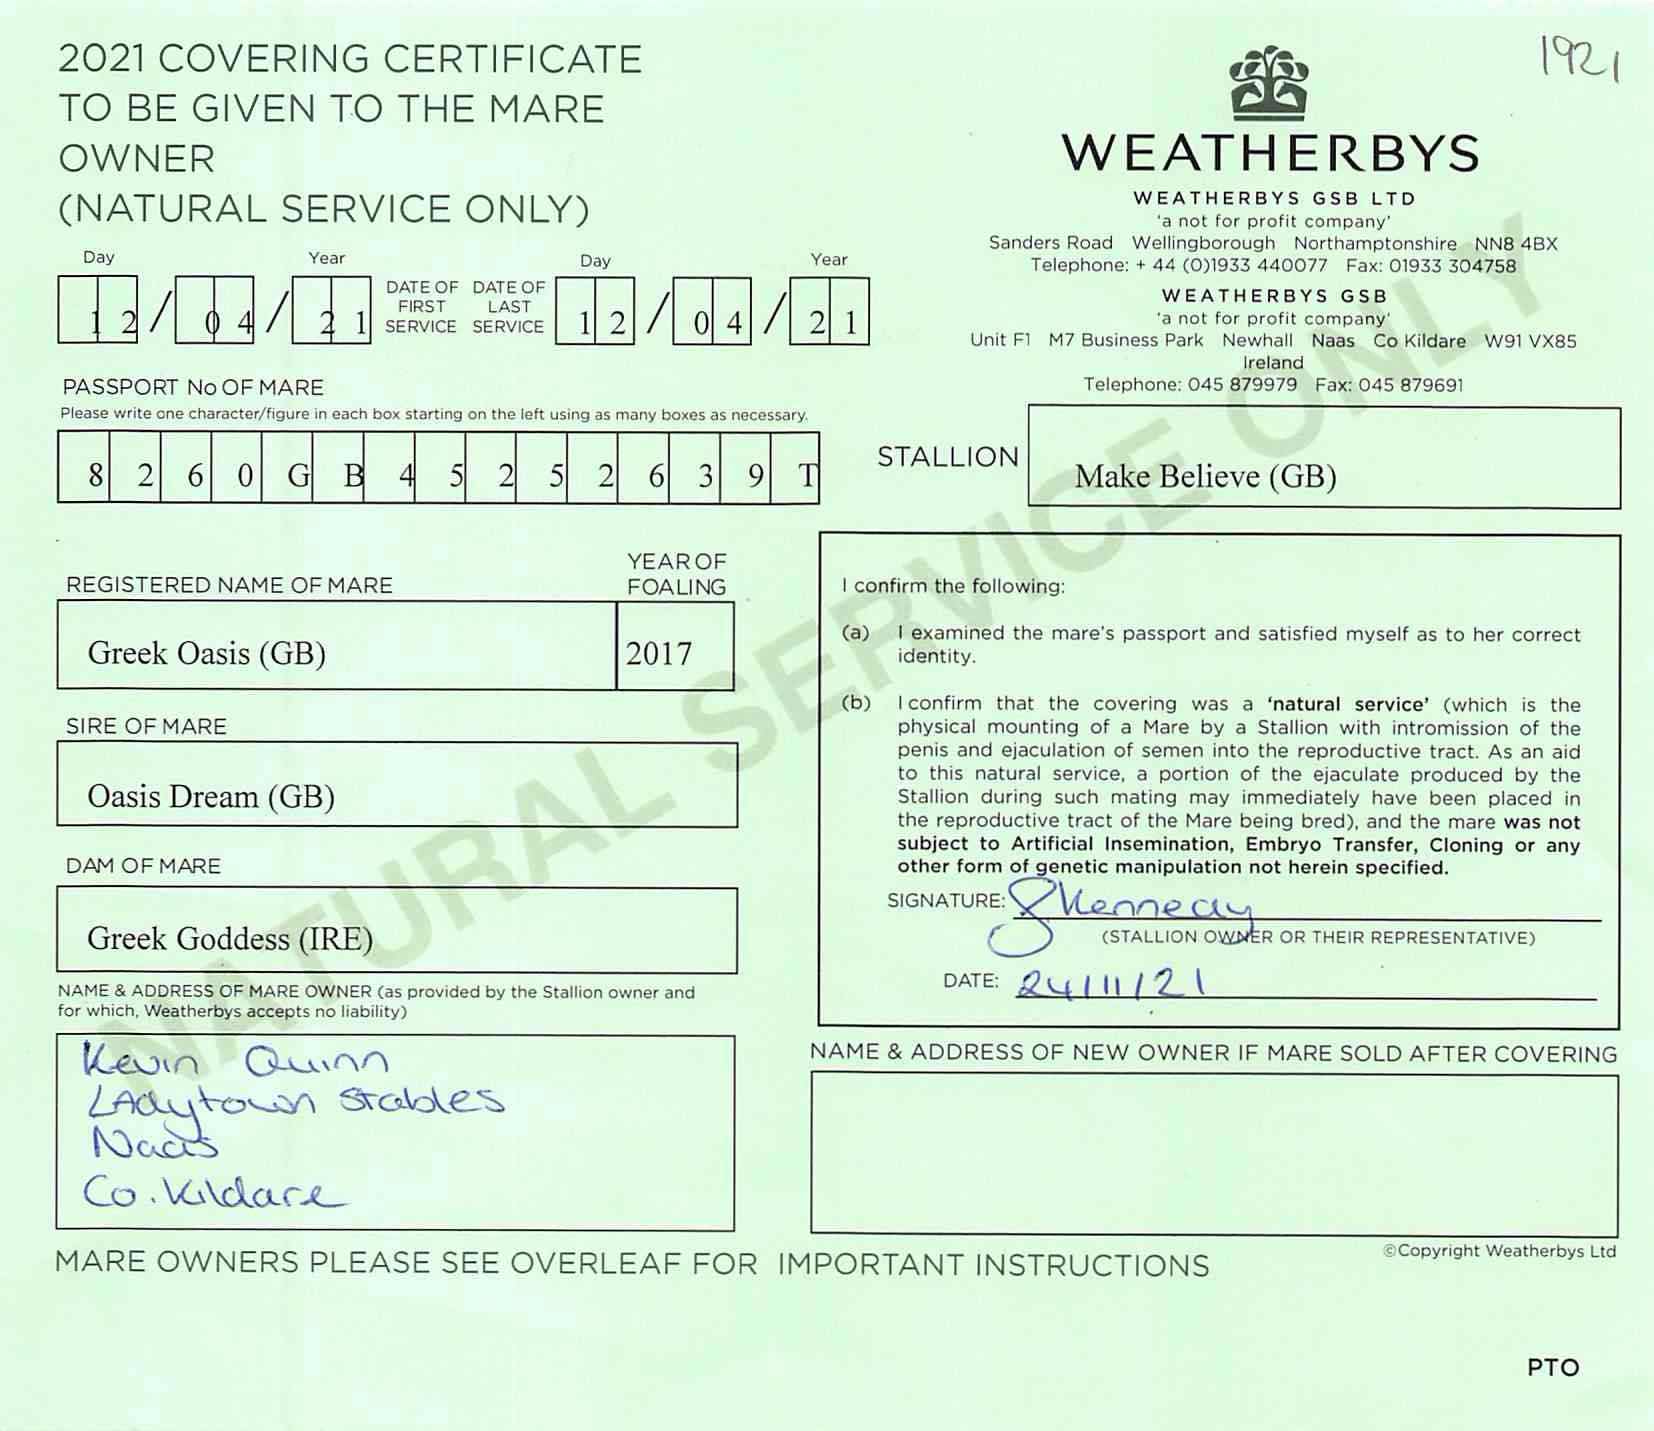 2021 COVERING CERTIFICATE
TO BE GIVEN TO THE MARE
OWNER
(NATURAL SERVICE ONLY)
1921
WEATHERBYS
WEATHERBYS GSB LTD
'a not for profit company'
Sanders Road Wellingborough Northamptonshire NN8 4BX
Telephone: + 44 (0)1933 440077 Fax: 01933 304758
WEATHERBYS GSB
'a not for profit company'
Unit F1 M7 Business Park Newhall Naas Co Kildare W91 VX85
Ireland
Telephone: 045 879979 Fax: 045 879691
Day Year
12/04/21
DATE OF FIRST SERVICE
DATE OF LAST SERVICE
Day Year
12/04/21
PASSPORT No OF MARE
Please write one character/figure in each box starting on the left using as many boxes as necessary.
8260GB45252639T
STALLION
Make Believe (GB)
REGISTERED NAME OF MARE
YEAR OF
FOALING
Greek Oasis (GB)
2017
SIRE OF MARE
Oasis Dream (GB)
DAM OF MARE
Greek Goddess (IRE)
NAME & ADDRESS OF MARE OWNER (as provided by the Stallion owner and
for which, Weatherbys accepts no liability)
Kevin Quinn
Ladytown Stables
Naas
Co. Kildare
I confirm the following:
(a) I examined the mare's passport and satisfied myself as to her correct
identity.
(b) I confirm that the covering was a 'natural service' (which is the
physical mounting of a Mare by a Stallion with intromission of the
penis and ejaculation of semen into the reproductive tract. As an aid
to this natural service, a portion of the ejaculate produced by the
Stallion during such mating may immediately have been placed in
the reproductive tract of the Mare being bred), and the mare was not
subject to Artificial Insemination, Embryo Transfer, Cloning or any
other form of genetic manipulation not herein specified.
SIGNATURE: Kennedy
(STALLION OWNER OR THEIR REPRESENTATIVE)
DATE: 24/11/21
NAME & ADDRESS OF NEW OWNER IF MARE SOLD AFTER COVERING
©Copyright Weatherbys Ltd
MARE OWNERS PLEASE SEE OVERLEAF FOR IMPORTANT INSTRUCTIONS
PTO
NATURAL SERVICE ONLY